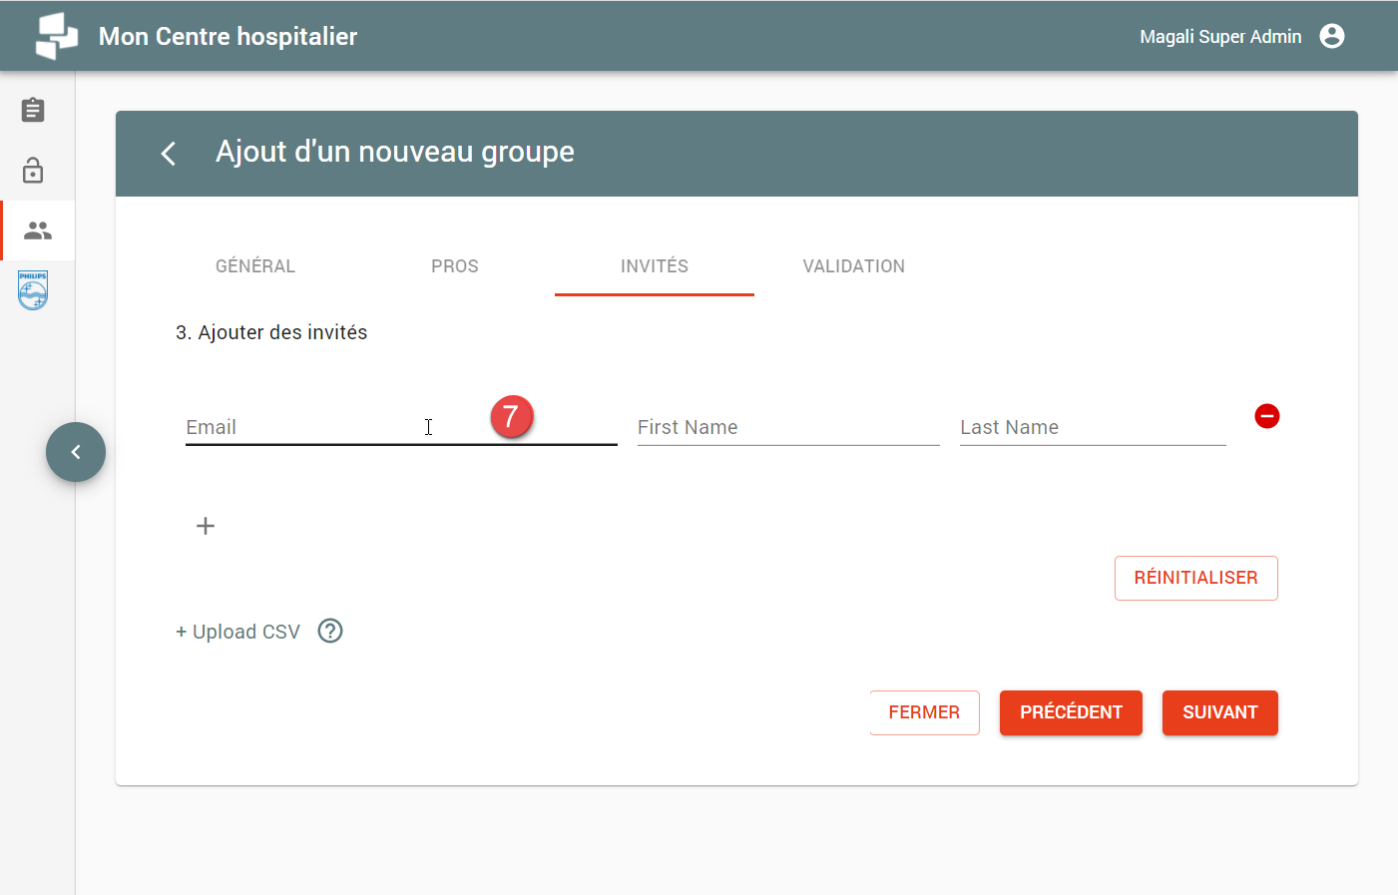 Mon Centre hospitalier
Magali Super Admin
Ajout d'un nouveau groupe
GÉNÉRAL PROS INVITÉS VALIDATION
PHILIPS
3. Ajouter des invités
Email 7 First Name Last Name
+
RÉINITIALISER
+ Upload CSV ?
FERMER PRÉCÉDENT SUIVANT